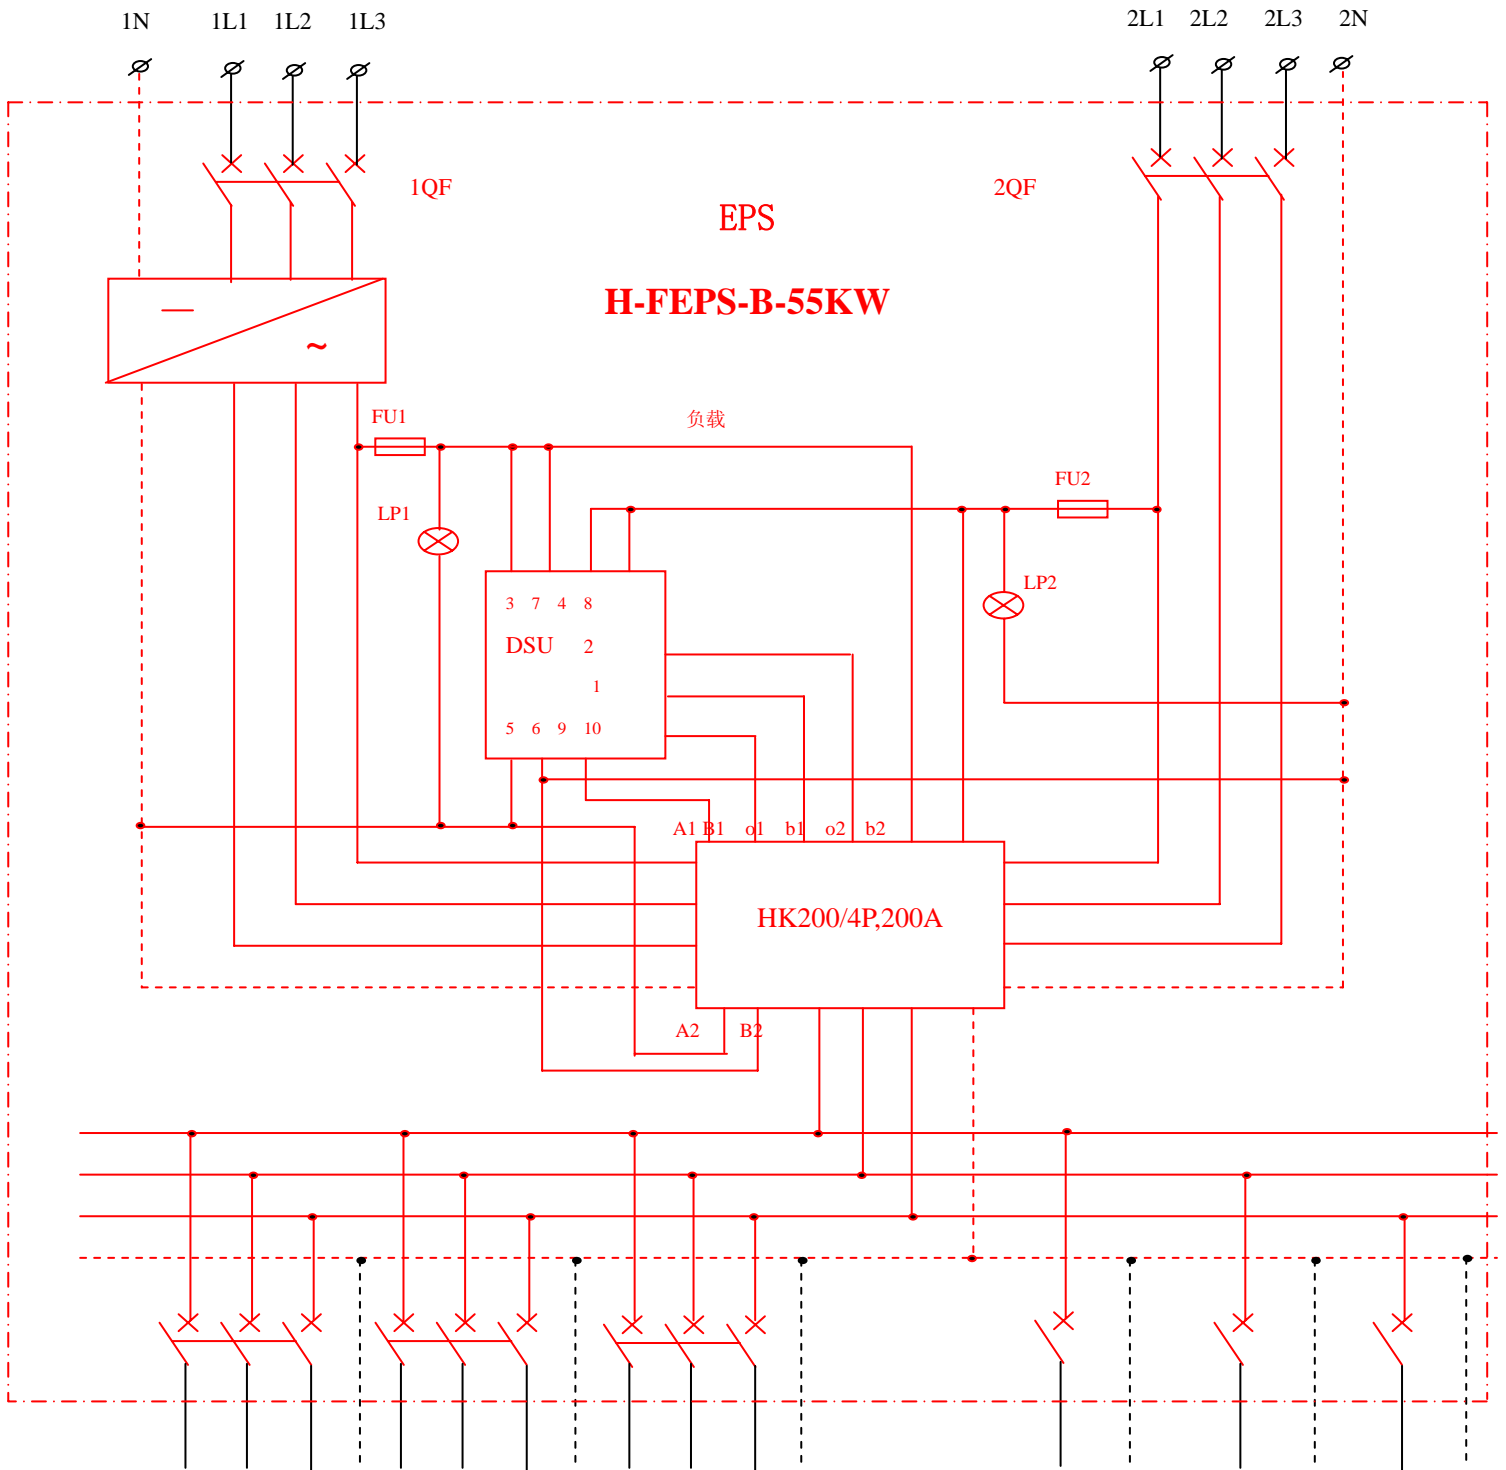 1N 1L1 1L2 1L3 2L1 2L2 2L3 2N
1QF 2QF
EPS
H-FEPS-B-55KW
FU1 负载
FU2
LP1
LP2
3 7 4 8
DSU 2
1
5 6 9 10
A1 B1 o1 b1 o2 b2
HK200/4P,200A
A2 B2